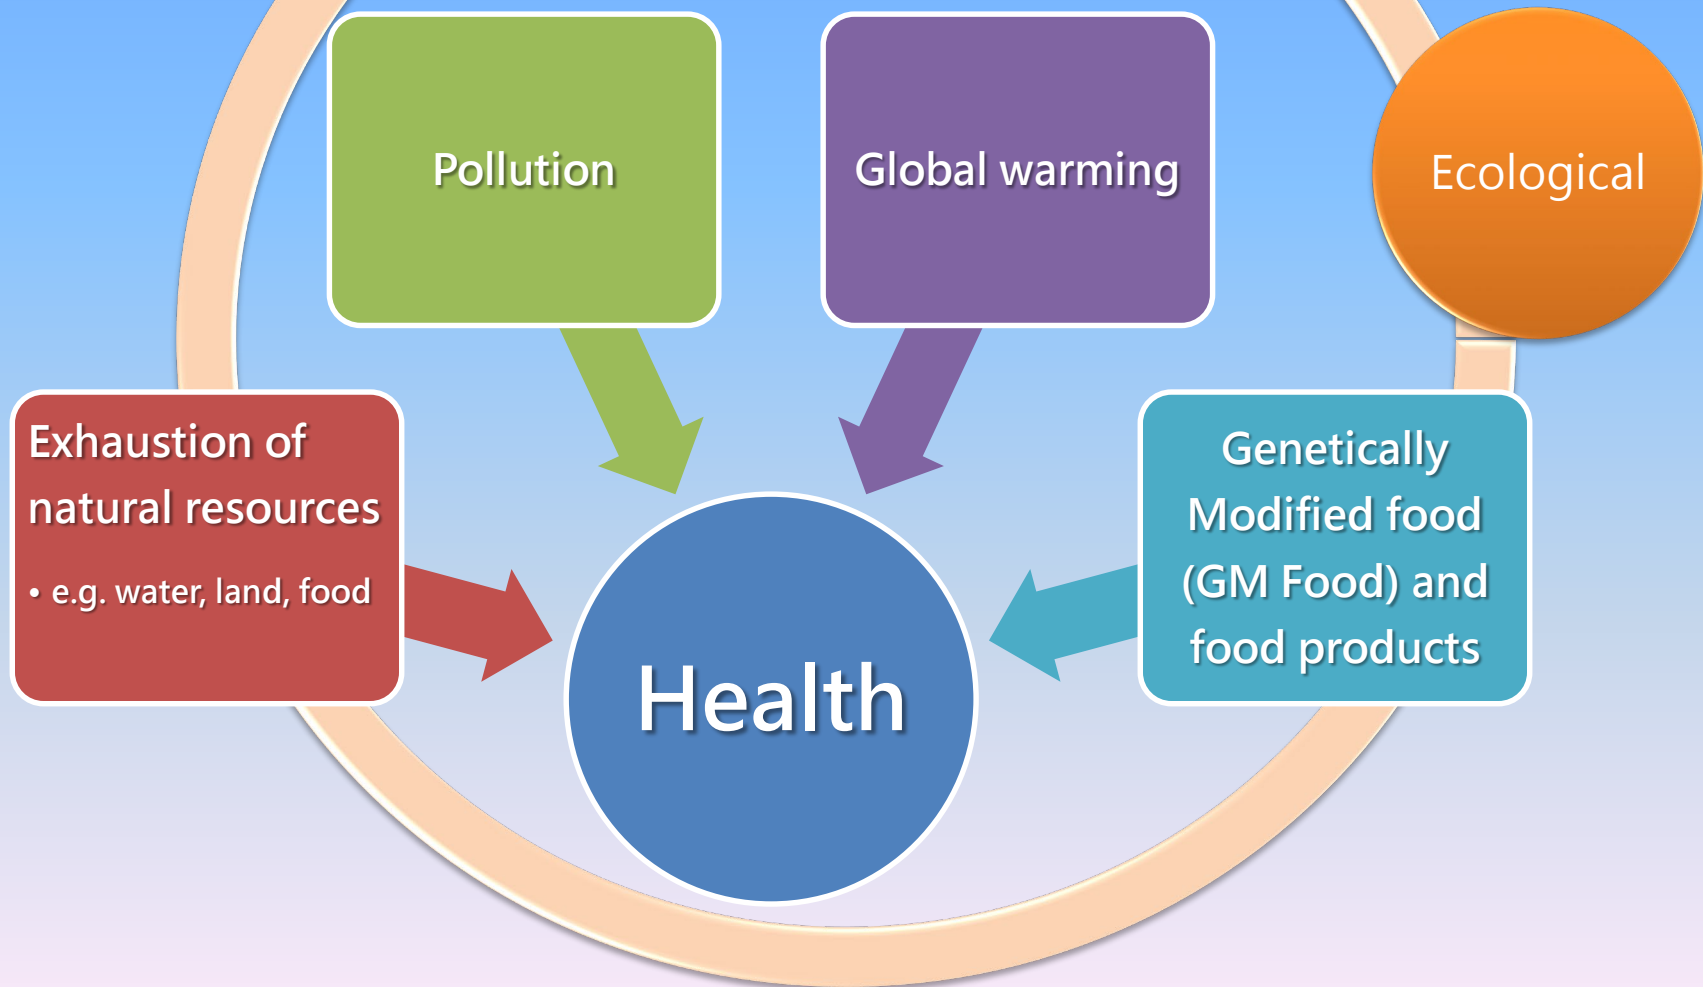 Pollution
Global warming
Ecological
Exhaustion of
natural resources
• e.g. water, land, food
Genetically
Modified food
(GM Food) and
food products
Health